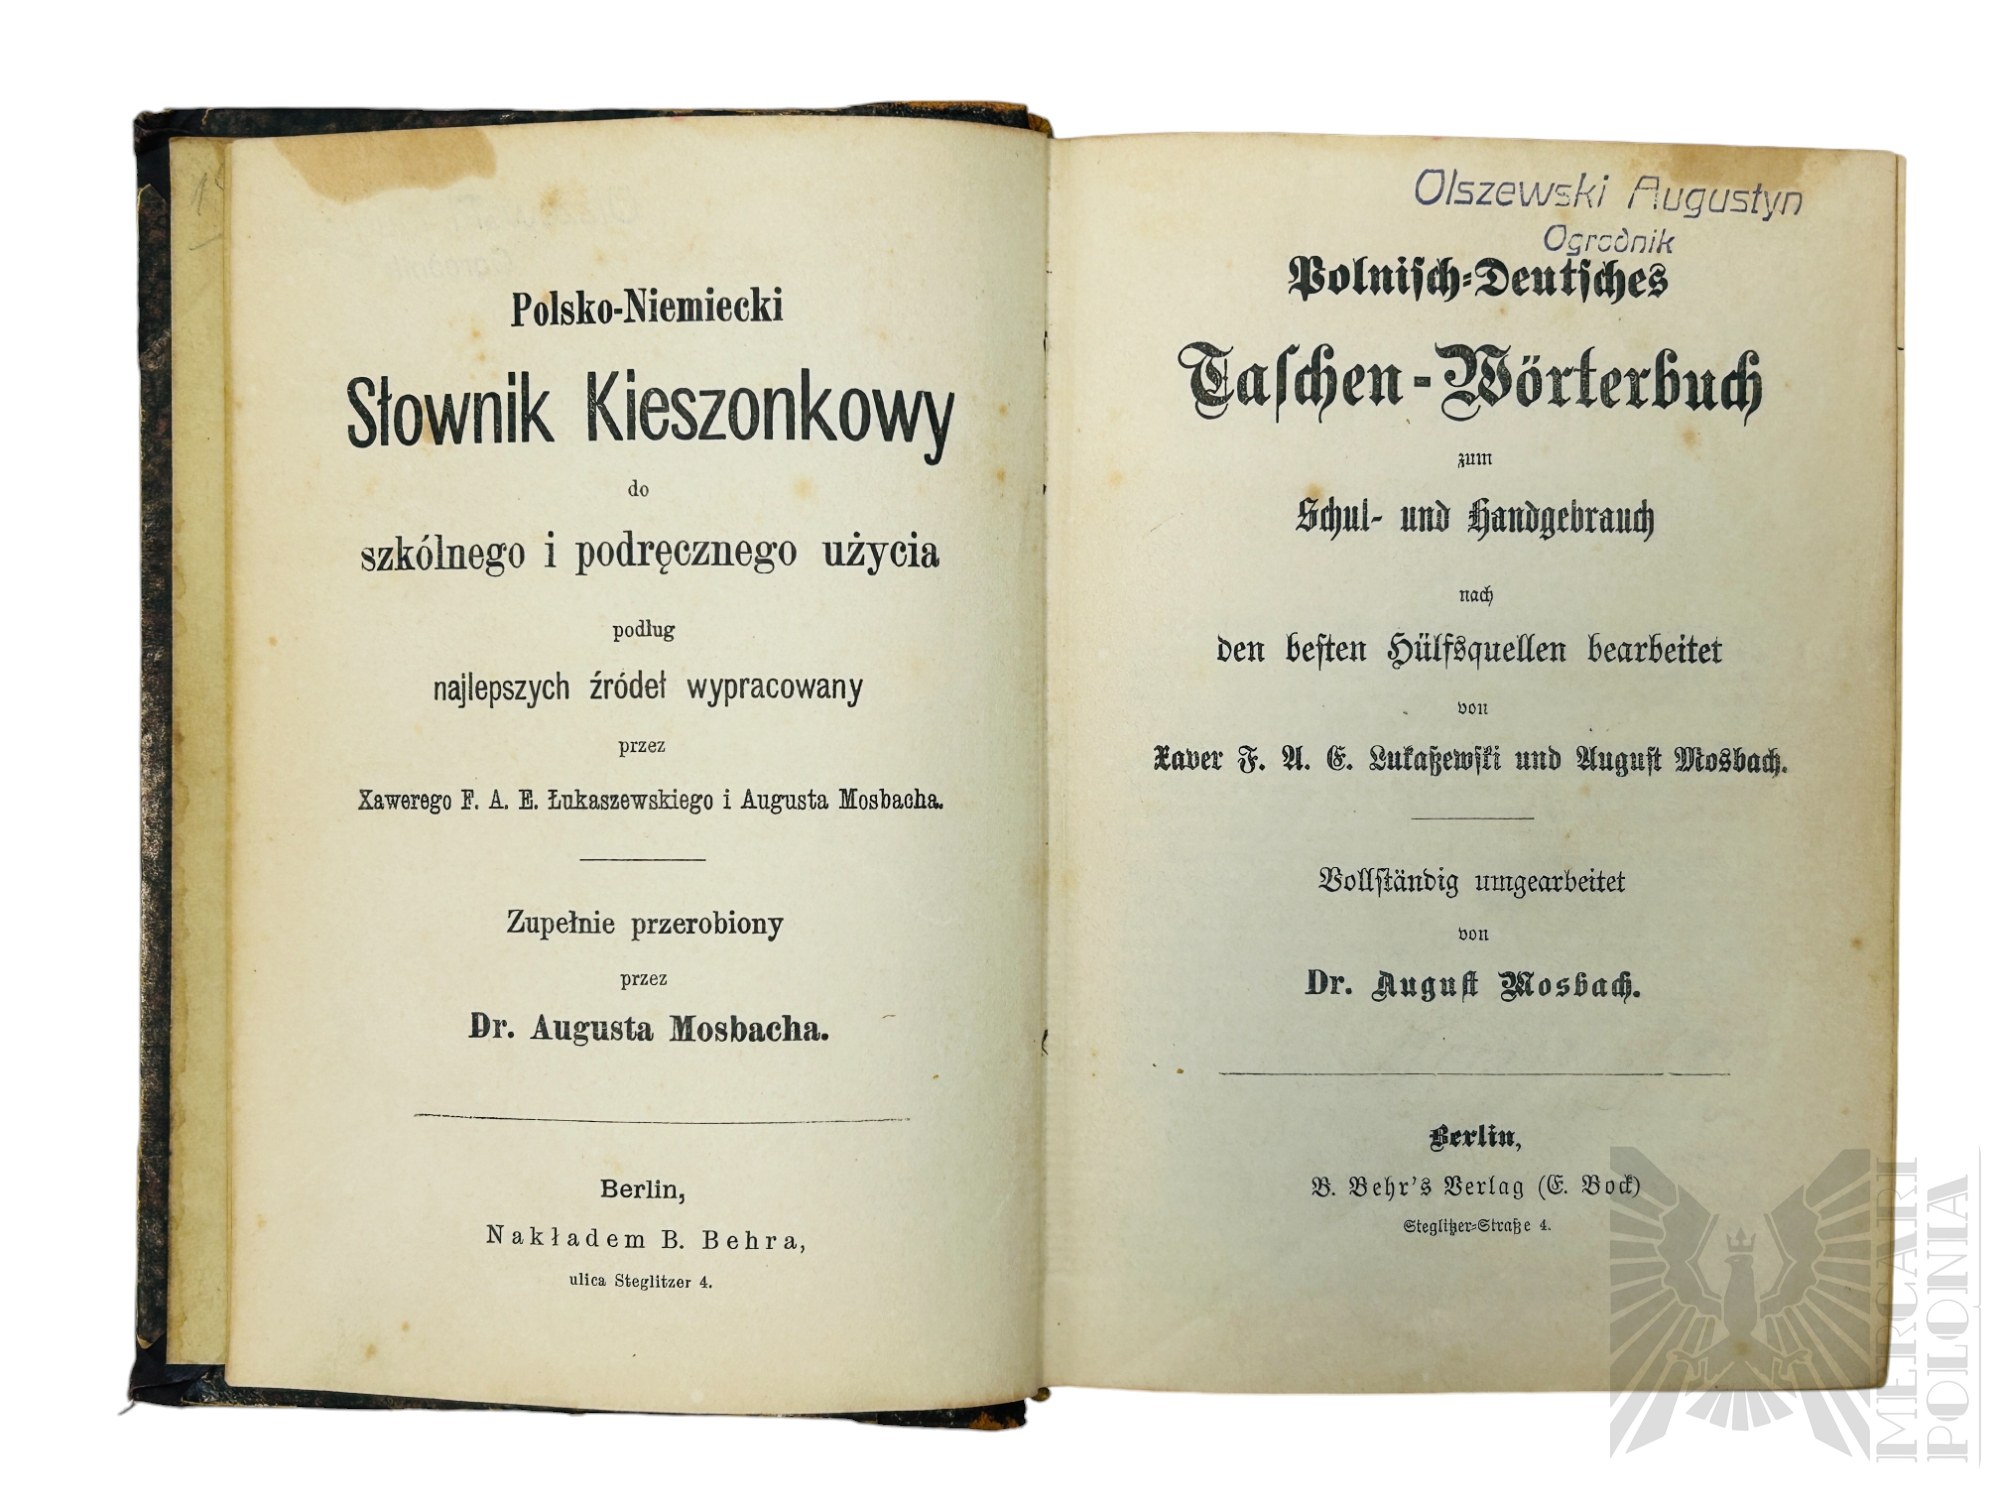 Polsko-Niemiecki
Słownik Kieszonkowy
do
szkólnego i podręcznego użycia
podług
najlepszych źródeł wypracowany
przez
Xawerego F. A. E. Łukaszewskiego i Augusta Mosbacha.
Zupełnie przerobiony
przez
Dr. Augusta Mosbacha.
Berlin,
Nakładem B. Behra,
ulica Steglitzer 4.
Olszewski Augustyn
Ogrodnik
Polniſch-Deutſches
Taſchen-Wörterbuch
zum
Schul- und Handgebrauch
nach
den beſten Hülfsquellen bearbeitet
von
Xaver F. A. E. Lukaßewſki und Auguſt Mosbach.
Vollſtändig umgearbeitet
von
Dr. Auguſt Mosbach.
Berlin,
B. Behr's Verlag (E. Bock)
Steglitzer-Straße 4.
MERCARI
POLONIA